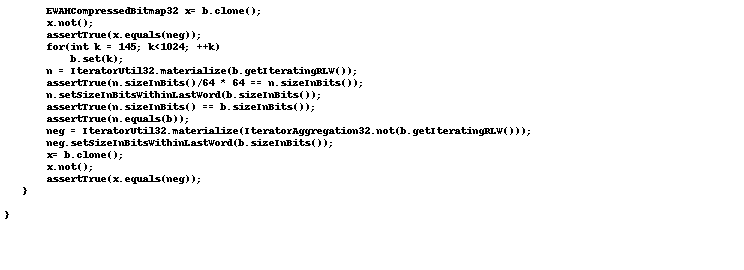 EWAHCompressedBitmap32 x= b.clone();
x.not();
assertTrue(x.equals(neg));
for(int k = 145; k<1024; ++k)
b.set(k);
n = IteratorUtil32.materialize(b.getIteratingRLW());
assertTrue(n.sizeInBits()/64 * 64 == n.sizeInBits());
n.setSizeInBitsWithinLastWord(b.sizeInBits());
assertTrue(n.sizeInBits() == b.sizeInBits());
assertTrue(n.equals(b));
neg = IteratorUtil32.materialize(IteratorAggregation32.not(b.getIteratingRLW()));
neg.setSizeInBitsWithinLastWord(b.sizeInBits());
x= b.clone();
x.not();
assertTrue(x.equals(neg));
}
}